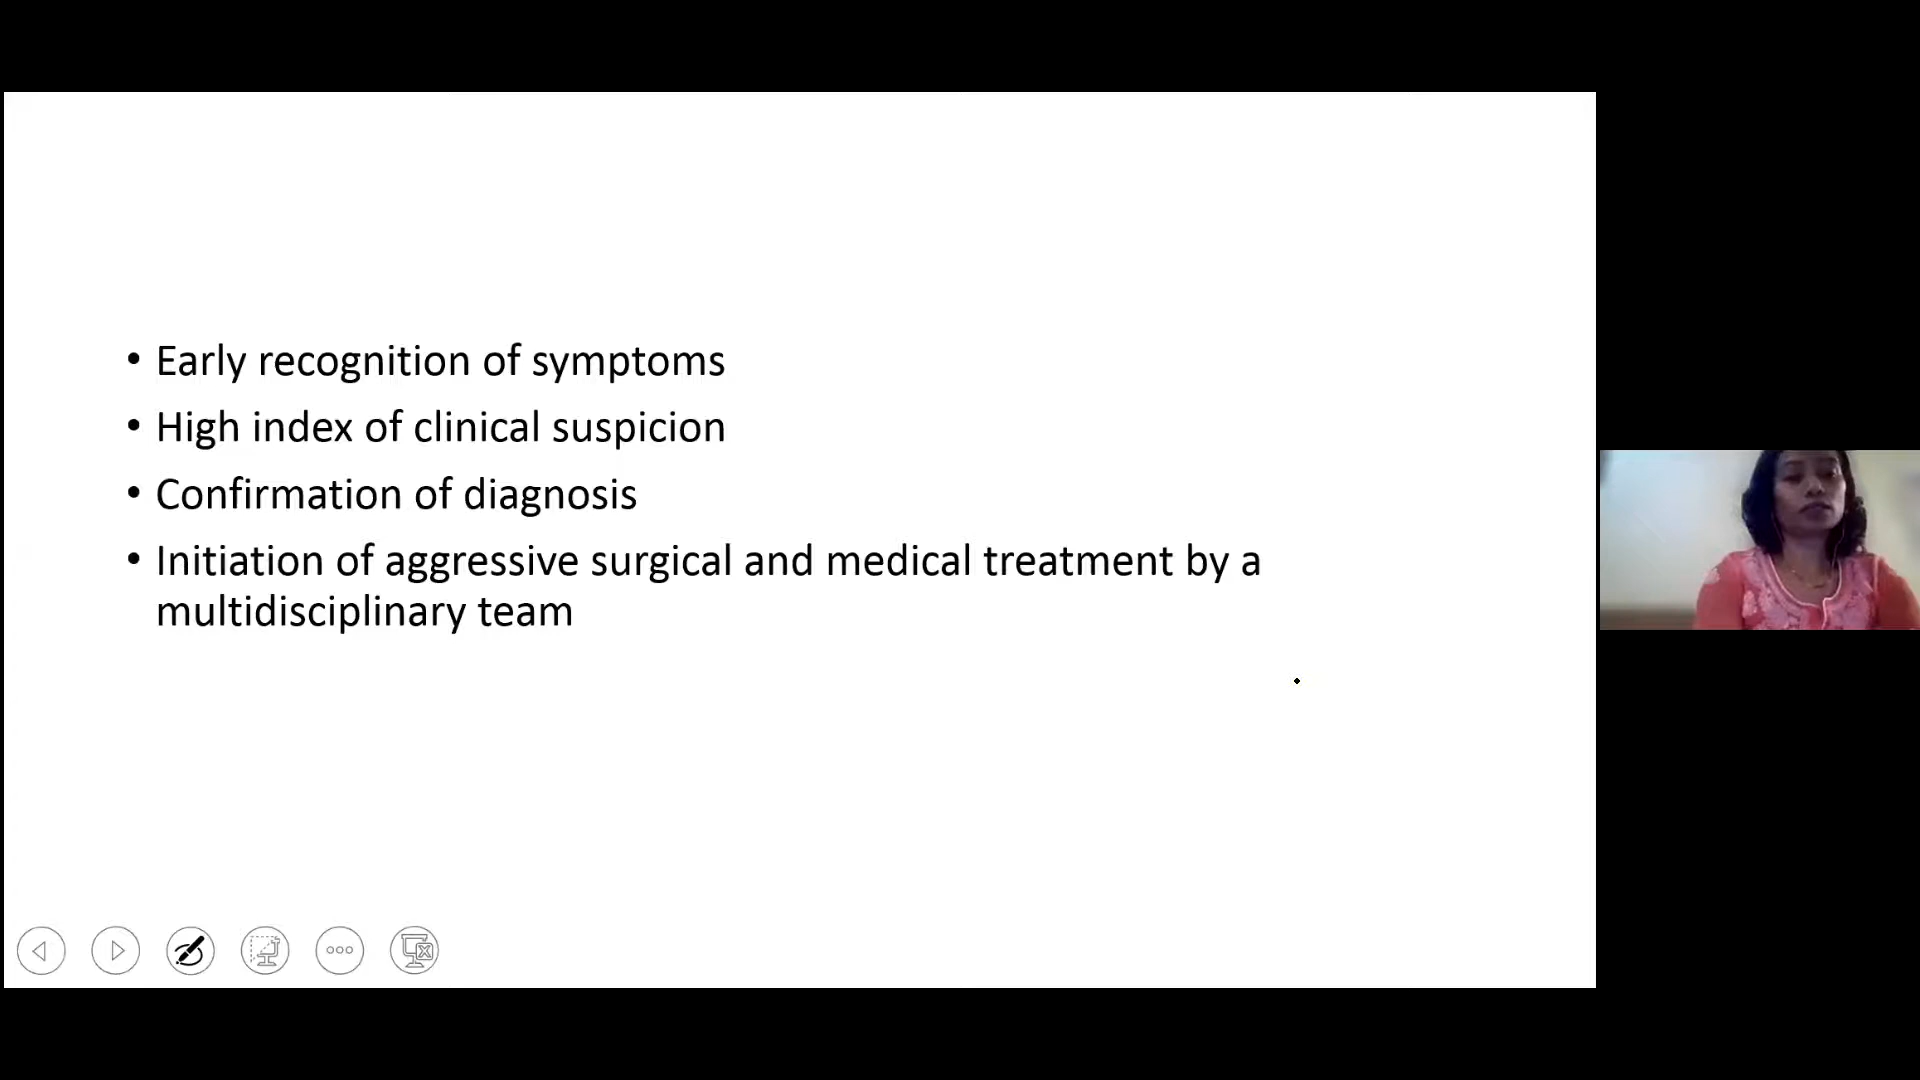 • Early recognition of symptoms
• High index of clinical suspicion
• Confirmation of diagnosis
• Initiation of aggressive surgical and medical treatment by a
multidisciplinary team